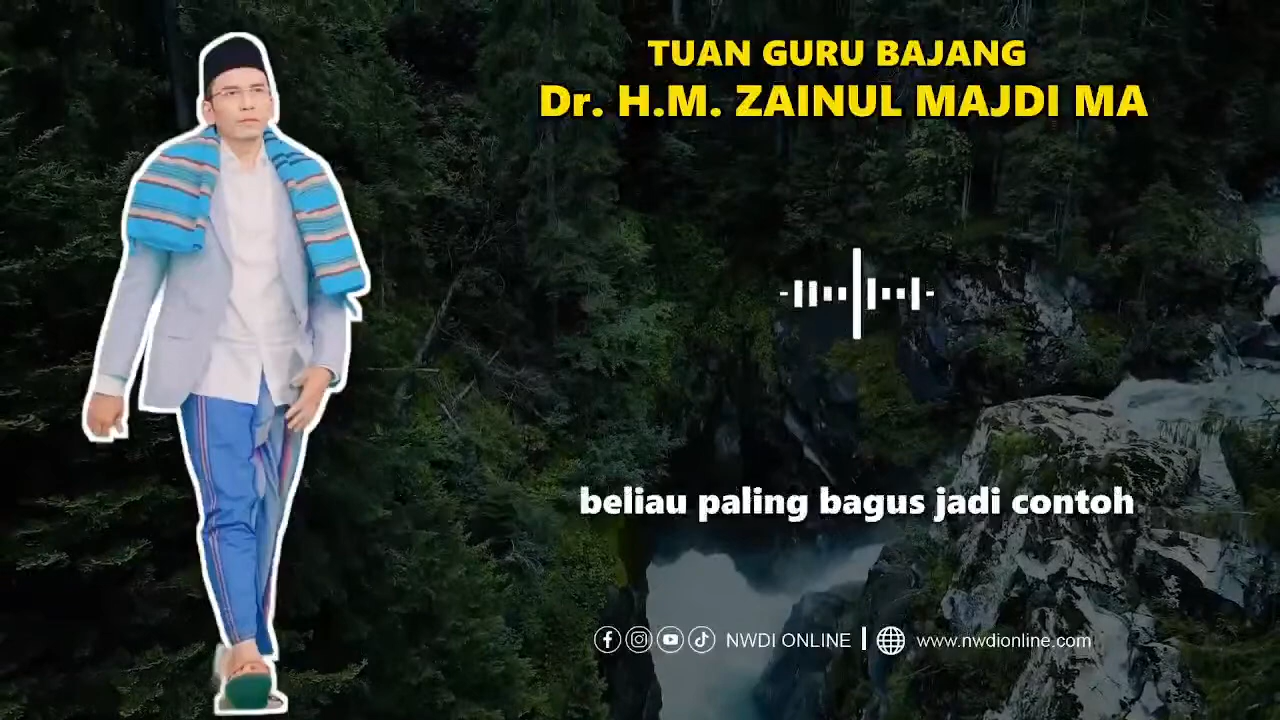 TUAN GURU BAJANG
Dr. H.M. ZAINUL MAJDI MA
beliau paling bagus jadi contoh
NWDI ONLINE | www.nwdionline.com